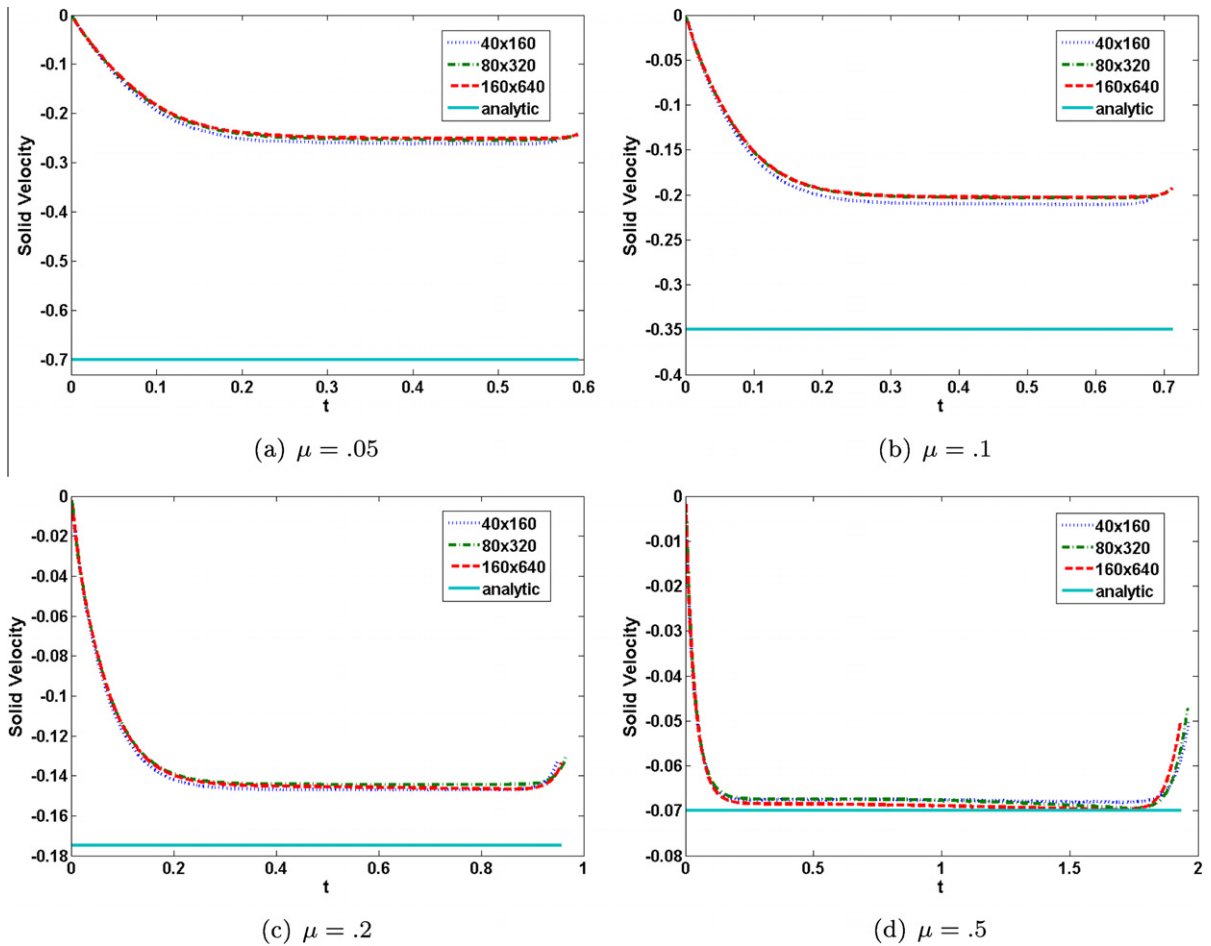 0
-0.1
-0.2
-0.3
-0.4
-0.5
-0.6
-0.7
Solid Velocity
40x160
80x320
160x640
analytic
0 0.1 0.2 0.3 0.4 0.5 0.6
t
(a) μ = .05
0
-0.05
-0.1
-0.15
-0.2
-0.25
-0.3
-0.35
-0.4
Solid Velocity
40x160
80x320
160x640
analytic
0 0.1 0.2 0.3 0.4 0.5 0.6 0.7
t
(b) μ = .1
0
-0.02
-0.04
-0.06
-0.08
-0.1
-0.12
-0.14
-0.16
-0.18
Solid Velocity
40x160
80x320
160x640
analytic
0 0.2 0.4 0.6 0.8 1
t
(c) μ = .2
0
-0.01
-0.02
-0.03
-0.04
-0.05
-0.06
-0.07
-0.08
Solid Velocity
40x160
80x320
160x640
analytic
0 0.5 1 1.5 2
t
(d) μ = .5